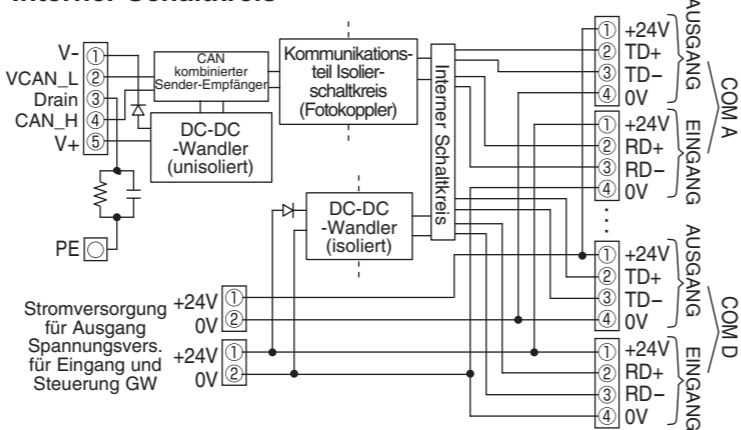 Interner Schaltkreis
V-
VCAN_L
Drain
CAN_H
V+
①
②
③
④
⑤
PE
CAN
kombinierter
Sender-Empfänger
DC-DC
-Wandler
(unisoliert)
Kommunikations-
teil Isolier-
schaltkreis
(Fotokoppler)
DC-DC
-Wandler
(isoliert)
Interner Schaltkreis
① +24V
② TD+
③ TD−
④ 0V
AUSGANG
① +24V
② RD+
③ RD−
④ 0V
EINGANG
COM A
① +24V
② TD+
③ TD−
④ 0V
AUSGANG
① +24V
② RD+
③ RD−
④ 0V
EINGANG
COM D
Stromversorgung
für Ausgang
+24V ①
0V ②
Spannungsvers.
für Eingang und
Steuerung GW
+24V ①
0V ②